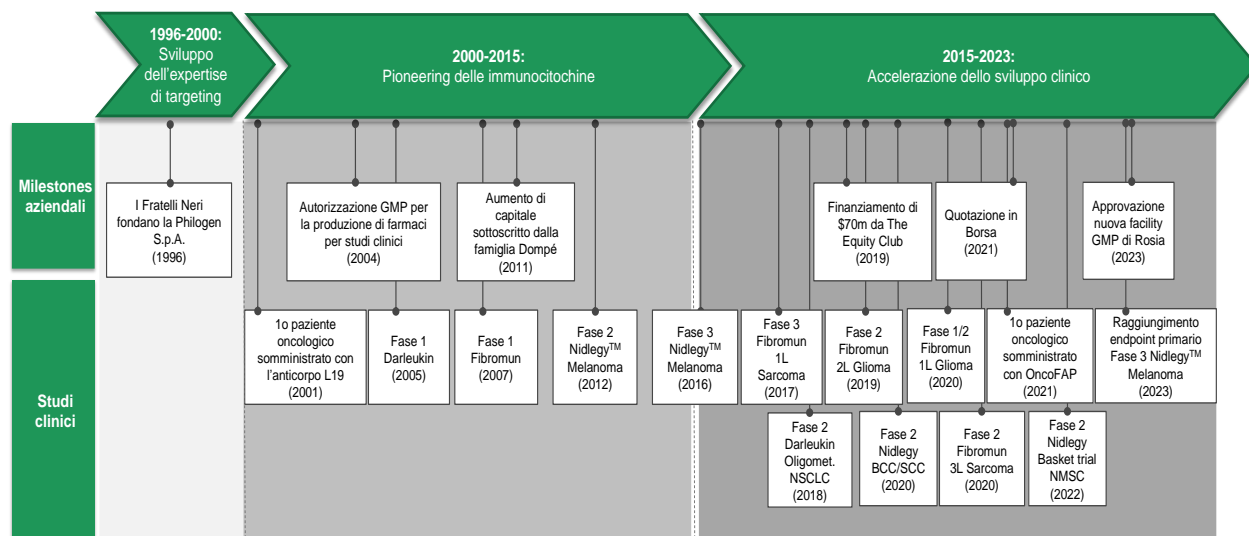 1996-2000:
Sviluppo
dell'expertise
di targeting
2000-2015:
Pioneering delle immunocitochine
2015-2023:
Accelerazione dello sviluppo clinico
Milestones
aziendali
I Fratelli Neri
fondano la Philogen
S.p.A.
(1996)
Autorizzazione GMP per
la produzione di farmaci
per studi clinici
(2004)
Aumento di
capitale
sottoscritto dalla
famiglia Dompé
(2011)
Finanziamento di
$70m da The
Equity Club
(2019)
Quotazione in
Borsa
(2021)
Approvazione
nuova facility
GMP di Rosia
(2023)
Studi
clinici
1o paziente
oncologico
somministrato con
l'anticorpo L19
(2001)
Fase 1
Darleukin
(2005)
Fase 1
Fibromun
(2007)
Fase 2
Nidlegy™
Melanoma
(2012)
Fase 3
Nidlegy™
Melanoma
(2016)
Fase 3
Fibromun
1L
Sarcoma
(2017)
Fase 2
Fibromun
2L Glioma
(2019)
Fase 1/2
Fibromun
1L Glioma
(2020)
1o paziente
oncologico
somministrato
con OncoFAP
(2021)
Raggiungimento
endpoint primario
Fase 3 Nidlegy™
Melanoma
(2023)
Fase 2
Darleukin
Oligomet.
NSCLC
(2018)
Fase 2
Nidlegy
BCC/SCC
(2020)
Fase 2
Fibromun
3L Sarcoma
(2020)
Fase 2
Nidlegy
Basket trial
NMSC
(2022)